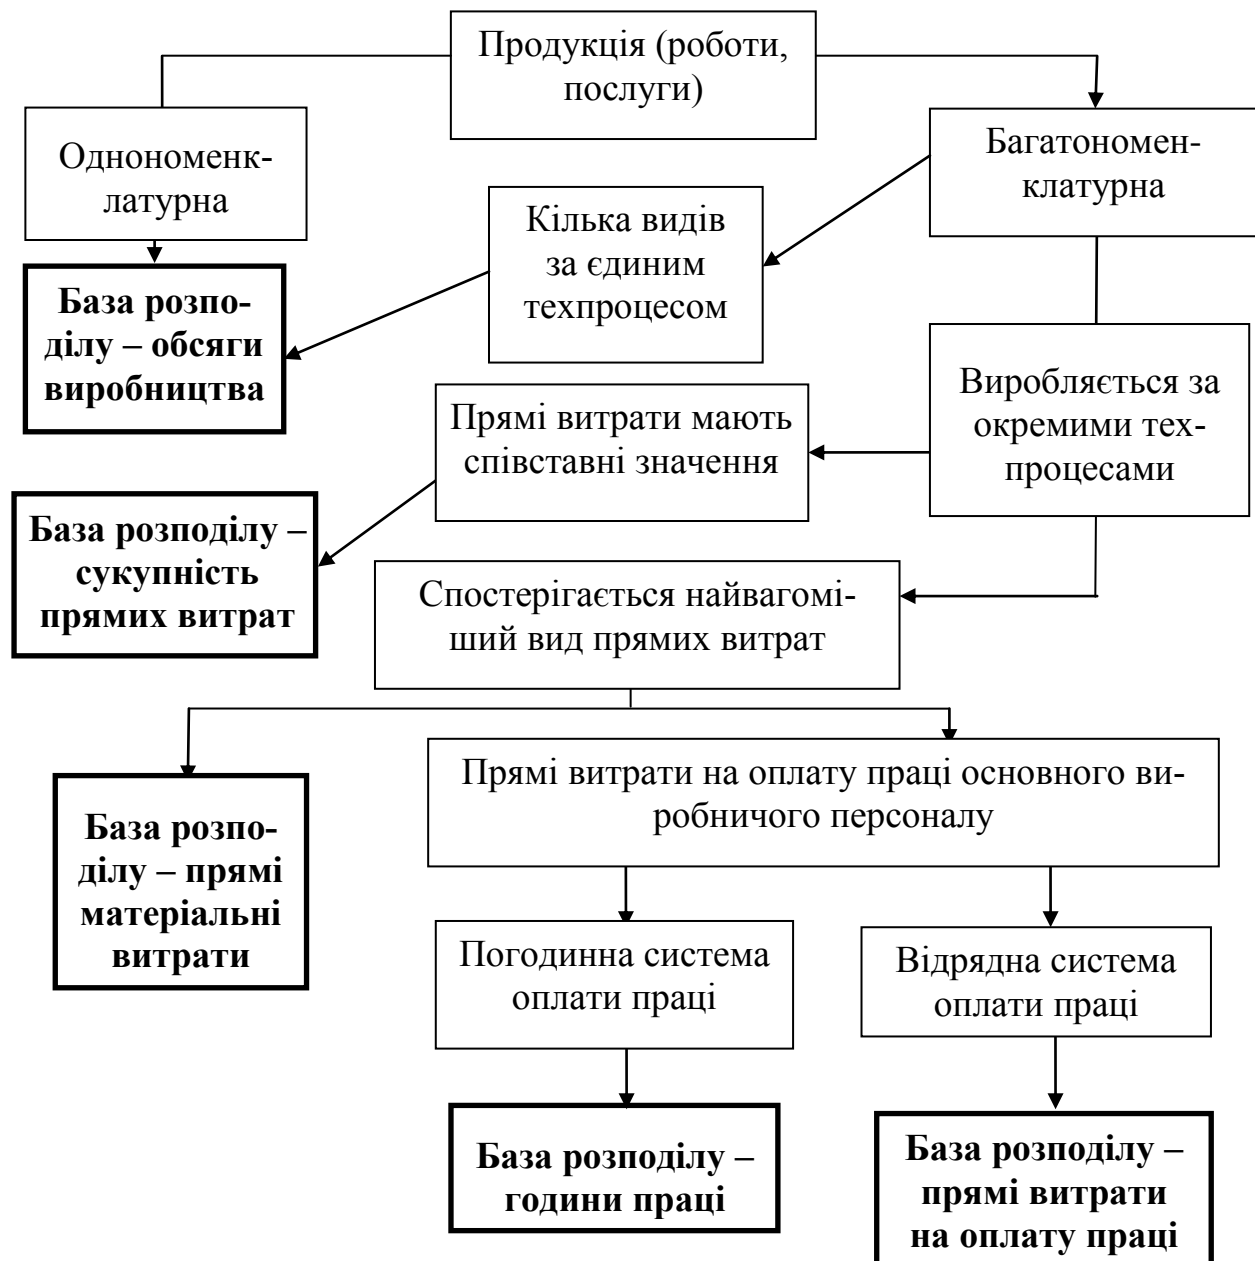 Продукція (роботи,
послуги)
Однономенк-
латурна
Багатономен-
клатурна
Кілька видів
за єдиним
техпроцесом
База розпо-
ділу – обсяги
виробництва
Виробляється за
окремими тех-
процесами
Прямі витрати мають
співставні значення
База розподілу –
сукупність
прямих витрат
Спостерігається найвагомі-
ший вид прямих витрат
Прямі витрати на оплату праці основного ви-
робничого персоналу
База розпо-
ділу – прямі
матеріальні
витрати
Погодинна система
оплати праці
Відрядна система
оплати праці
База розподілу –
години праці
База розподілу –
прямі витрати
на оплату праці